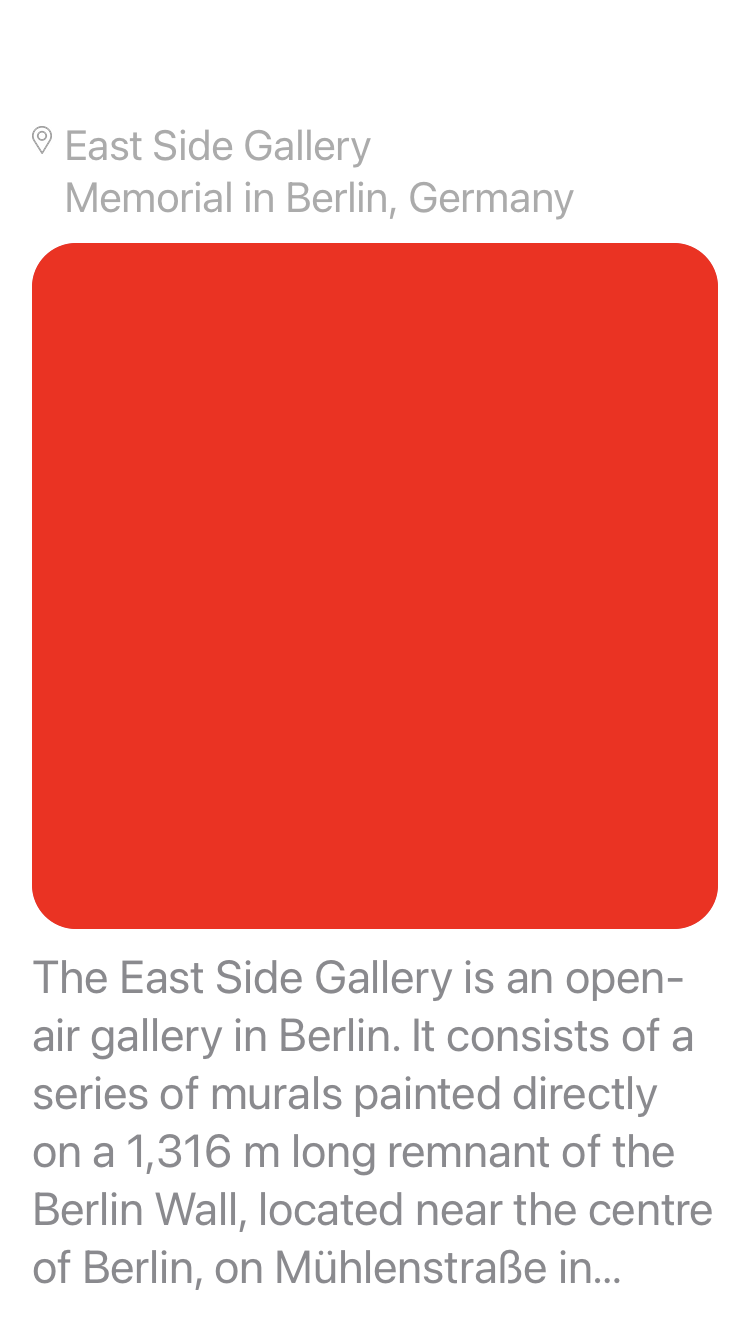 East Side Gallery
Memorial in Berlin, Germany
The East Side Gallery is an open-
air gallery in Berlin. It consists of a
series of murals painted directly
on a 1,316 m long remnant of the
Berlin Wall, located near the centre
of Berlin, on Mühlenstraße in...